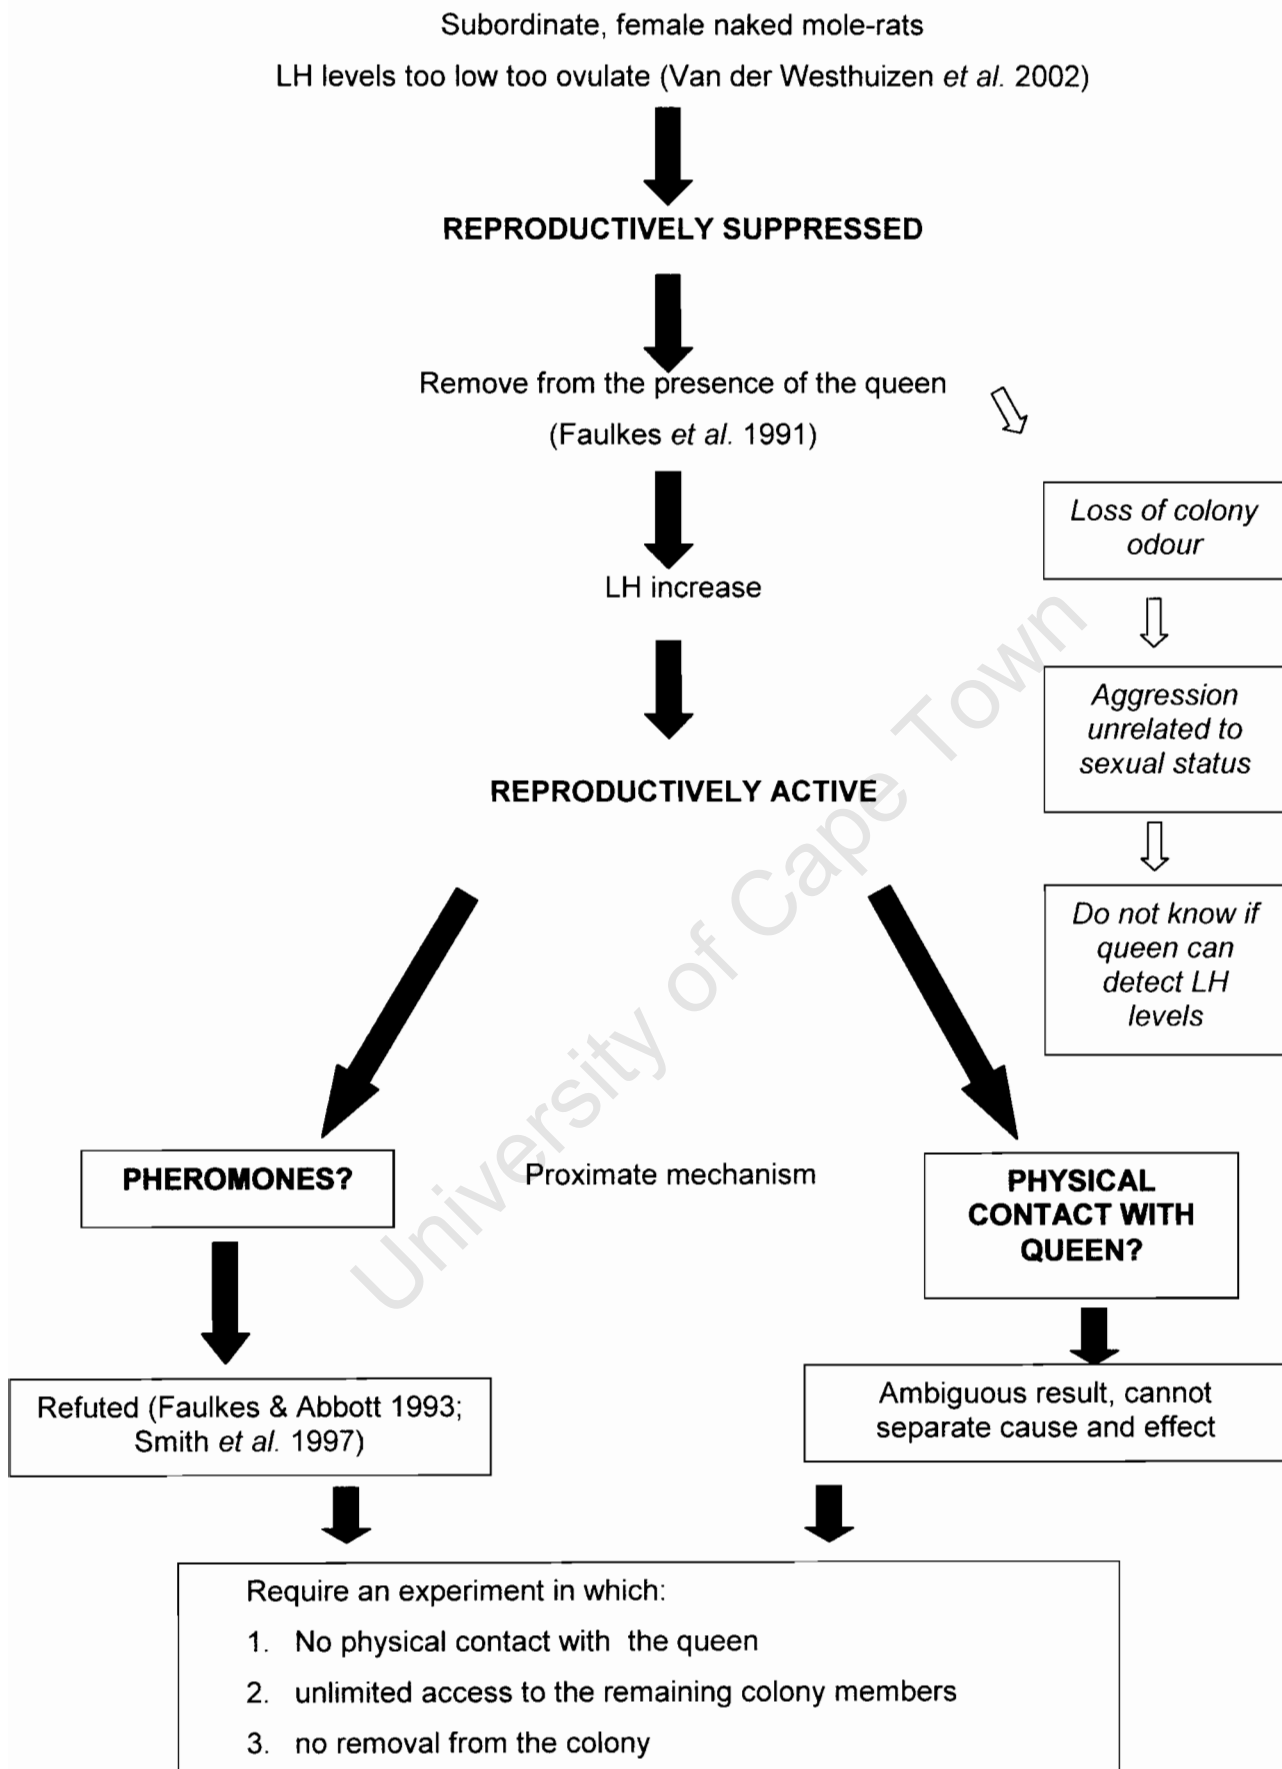 Subordinate, female naked mole-rats
LH levels too low too ovulate (Van der Westhuizen et al. 2002)
REPRODUCTIVELY SUPPRESSED
Remove from the presence of the queen
(Faulkes et al. 1991)
Loss of colony
odour
LH increase
Aggression
unrelated to
sexual status
REPRODUCTIVELY ACTIVE
Do not know if
queen can
detect LH
levels
PHEROMONES?
Proximate mechanism
PHYSICAL
CONTACT WITH
QUEEN?
Refuted (Faulkes & Abbott 1993;
Smith et al. 1997)
Ambiguous result, cannot
separate cause and effect
Require an experiment in which:
1. No physical contact with the queen
2. unlimited access to the remaining colony members
3. no removal from the colony
University of Cape Town